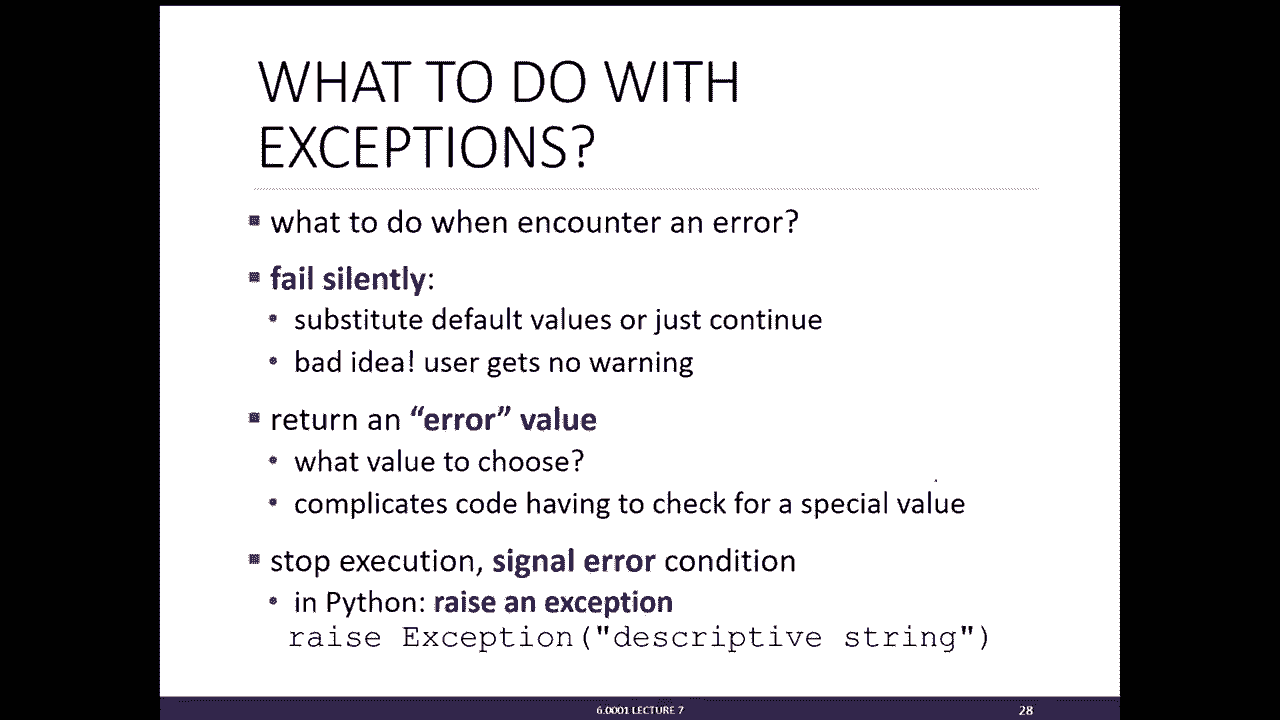 WHAT TO DO WITH
EXCEPTIONS?
▪ what to do when encounter an error?
▪ fail silently:
• substitute default values or just continue
• bad idea! user gets no warning
▪ return an “error” value
• what value to choose?
• complicates code having to check for a special value
▪ stop execution, signal error condition
• in Python: raise an exception
raise Exception("descriptive string")
6.0001 LECTURE 7
28